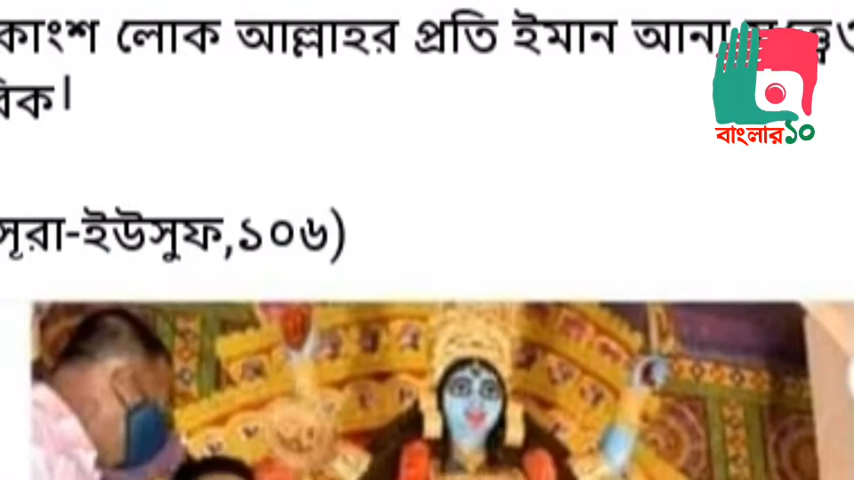 লোক আল্লাহর প্রতি ইমান আনা
সূরা-ইউসুফ,১০৬)
বাংলার১০